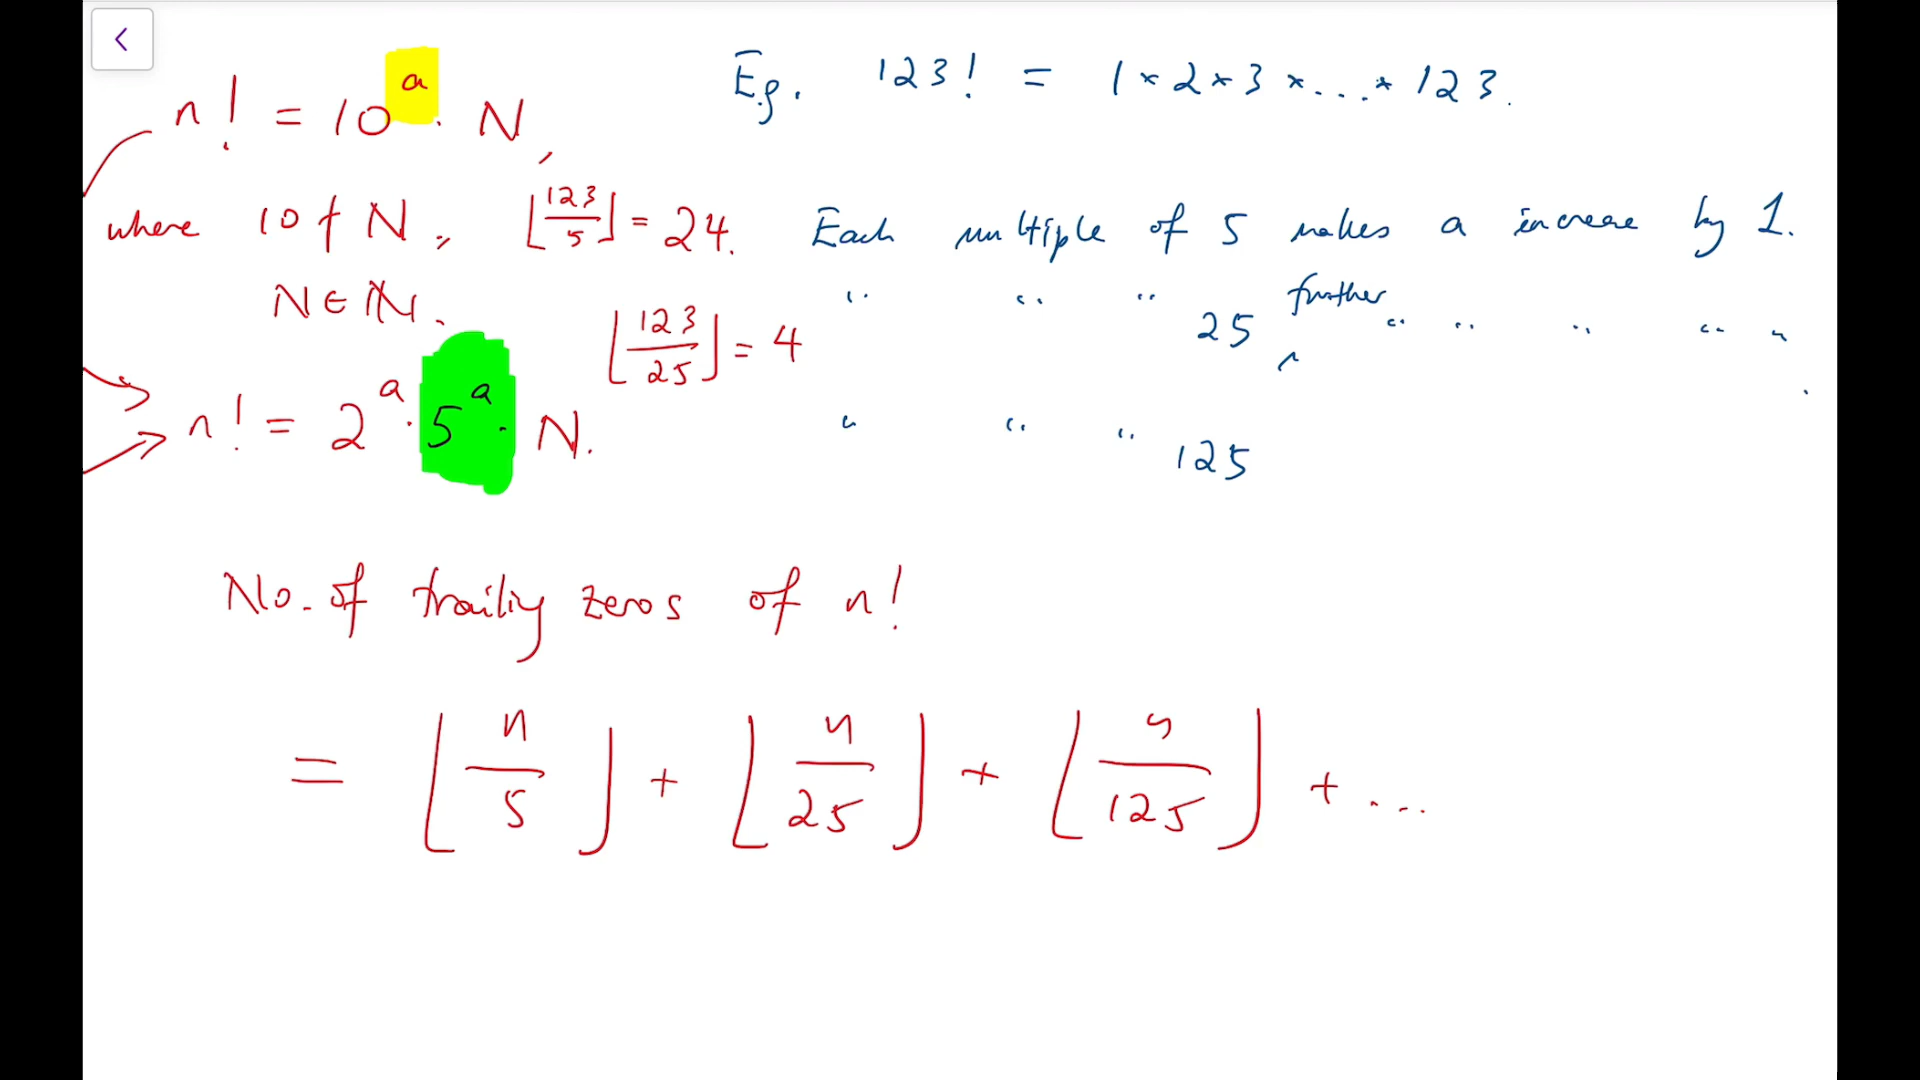 n! = 10^a · N,
where 10 ∤ N,
N ∈ ℕ.
n! = 2^a · 5^a · N.
⌊123/5⌋ = 24.
⌊123/25⌋ = 4
E.g. 123! = 1 × 2 × 3 × ... × 123.
Each multiple of 5 makes a increase by 1.
" " " 25 further " " " " " .
" " " 125
No. of trailing zeros of n!
= ⌊n/5⌋ + ⌊n/25⌋ + ⌊n/125⌋ + ...